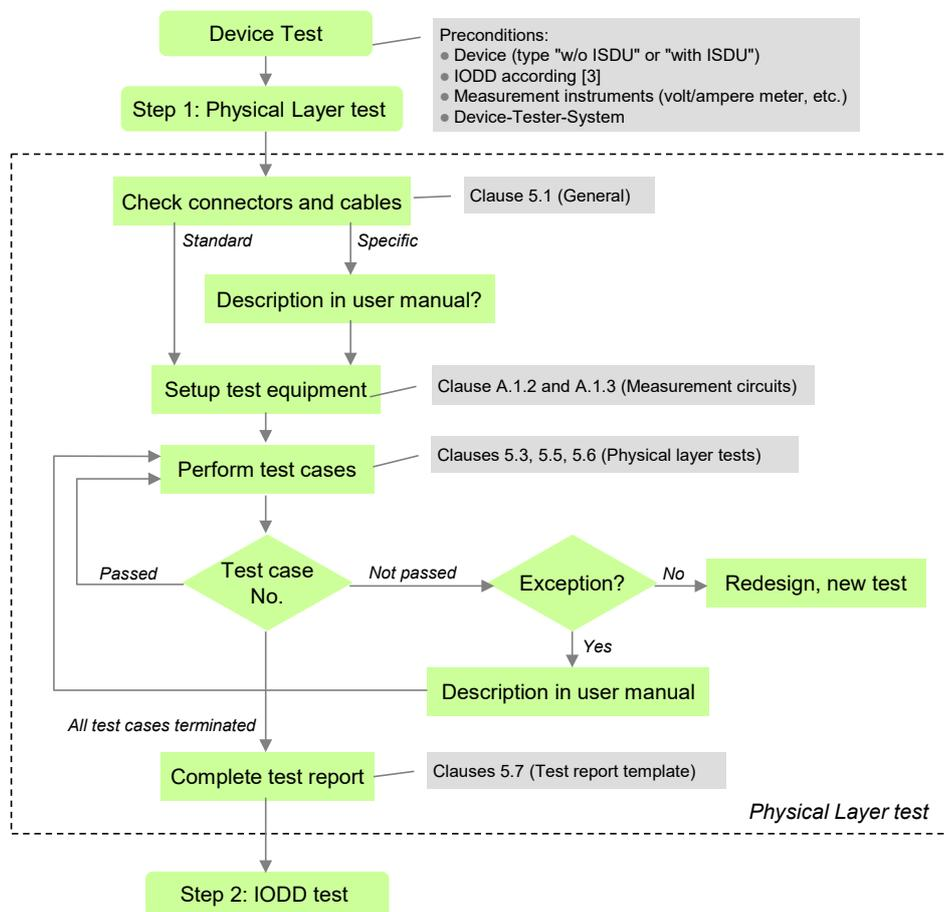 Device Test
Preconditions:
● Device (type "w/o ISDU" or "with ISDU")
● IODD according [3]
● Measurement instruments (volt/ampere meter, etc.)
● Device-Tester-System
Step 1: Physical Layer test
Check connectors and cables
Clause 5.1 (General)
Standard
Specific
Description in user manual?
Setup test equipment
Clause A.1.2 and A.1.3 (Measurement circuits)
Perform test cases
Clauses 5.3, 5.5, 5.6 (Physical layer tests)
Passed
Test case
No.
Not passed
Exception?
No
Redesign, new test
Yes
Description in user manual
All test cases terminated
Complete test report
Clauses 5.7 (Test report template)
Physical Layer test
Step 2: IODD test